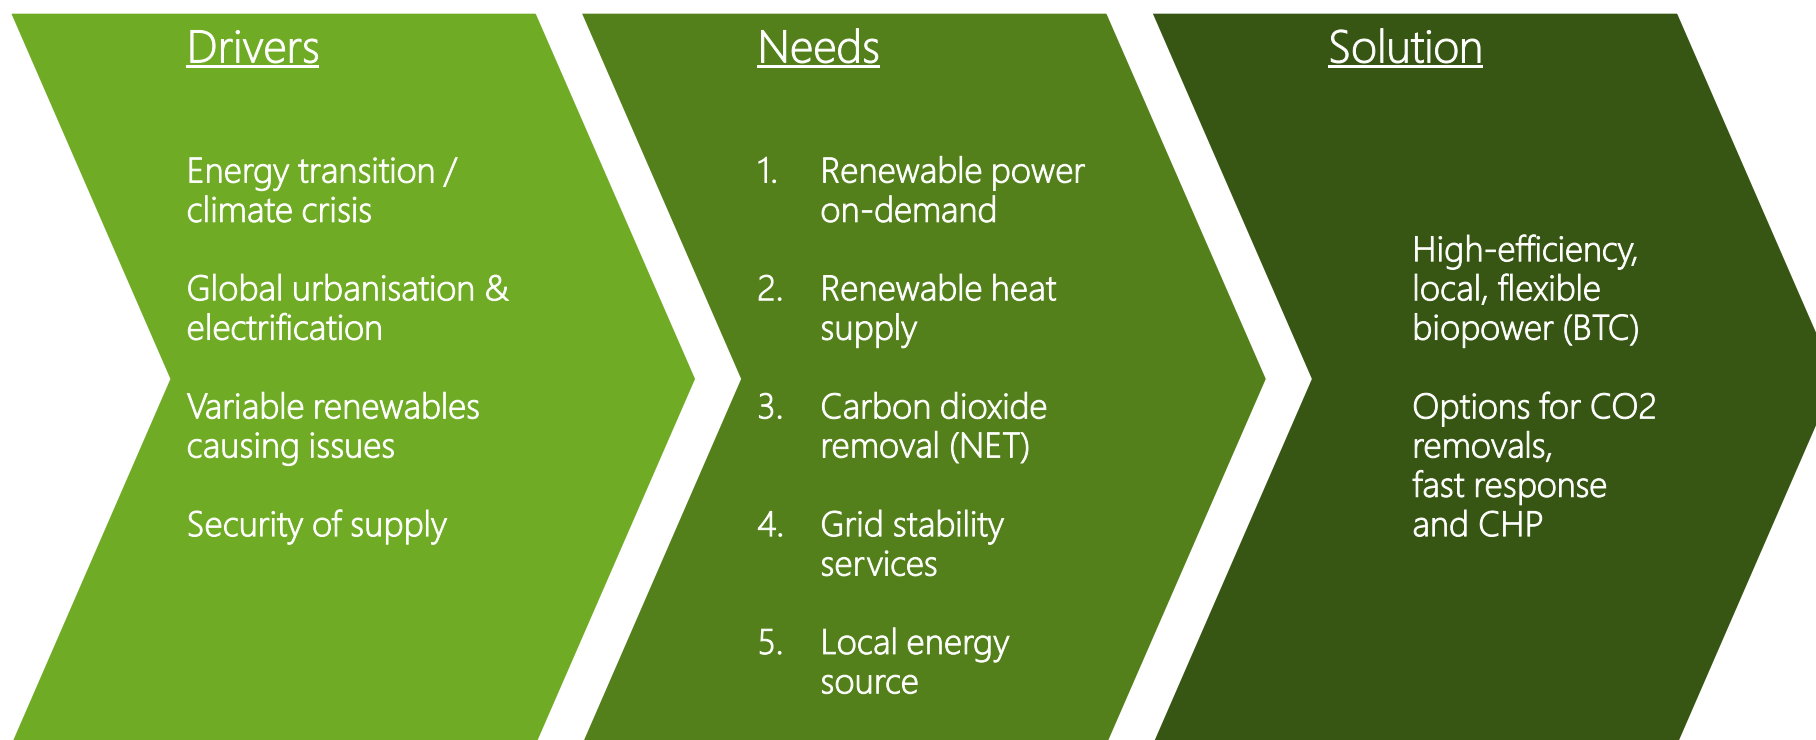 Drivers
Energy transition /
climate crisis
Global urbanisation &
electrification
Variable renewables
causing issues
Security of supply
Needs
1. Renewable power
on-demand
2. Renewable heat
supply
3. Carbon dioxide
removal (NET)
4. Grid stability
services
5. Local energy
source
Solution
High-efficiency,
local, flexible
biopower (BTC)
Options for CO2
removals,
fast response
and CHP